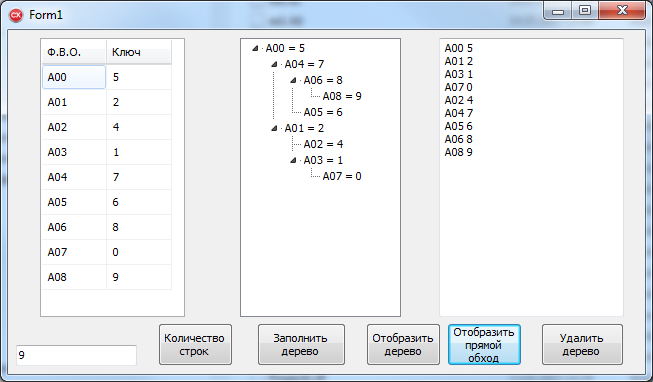 Form1
Ф.В.О. Ключ
A00 5
A01 2
A02 4
A03 1
A04 7
A05 6
A06 8
A07 0
A08 9
A00 = 5
A04 = 7
A06 = 8
A08 = 9
A05 = 6
A01 = 2
A02 = 4
A03 = 1
A07 = 0
A00 5
A01 2
A03 1
A07 0
A02 4
A04 7
A05 6
A06 8
A08 9
9
Количество
строк
Заполнить
дерево
Отобразить
дерево
Отобразить
прямой
обход
Удалить
дерево